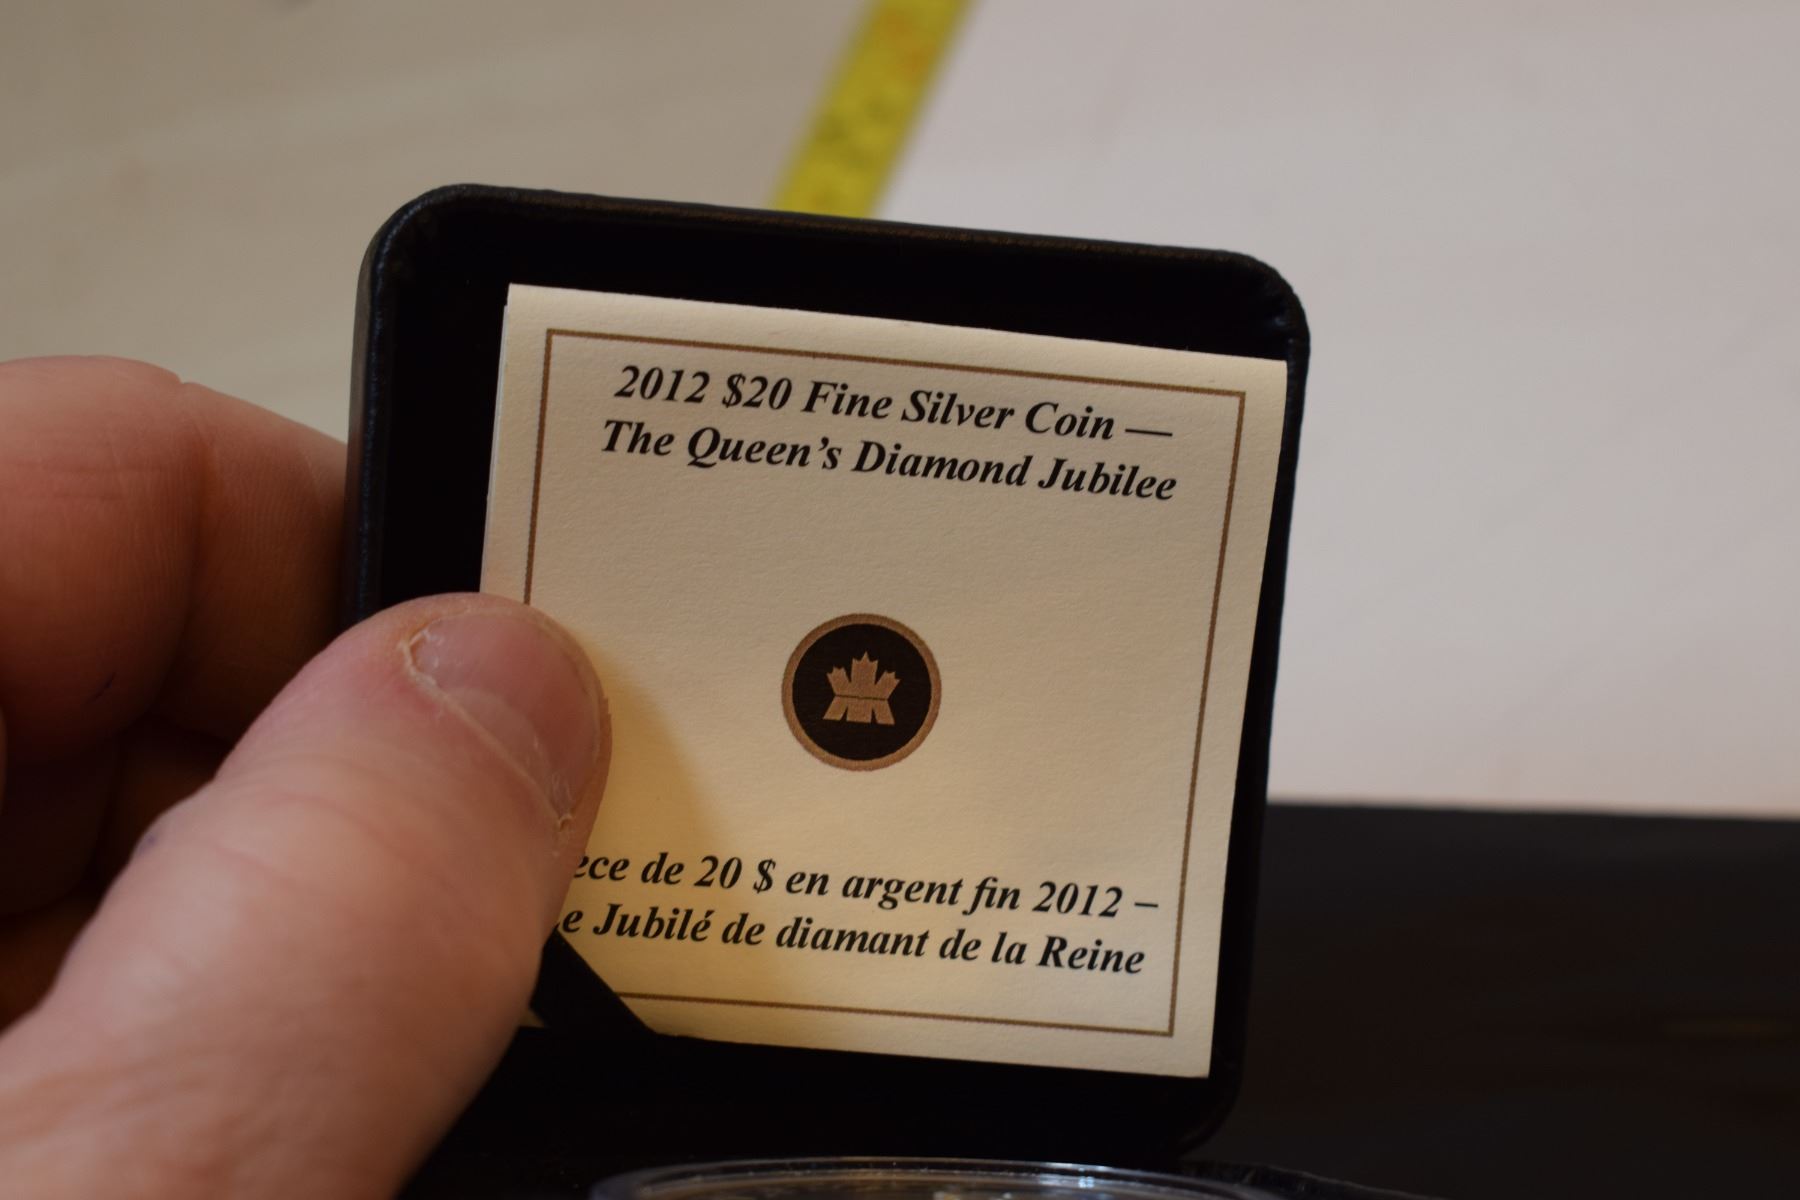 2012 $20 Fine Silver Coin —
The Queen's Diamond Jubilee
de 20 $ en argent fin 2012 –
Jubilé de diamant de la Reine